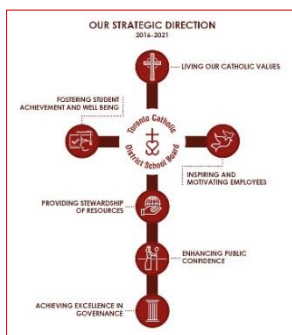 OUR STRATEGIC DIRECTION
2016-2021
LIVING OUR CATHOLIC VALUES
FOSTERING STUDENT
ACHIEVEMENT AND WELL BEING
Toronto Catholic
District School Board
INSPIRING AND
MOTIVATING EMPLOYEES
PROVIDING STEWARDSHIP
OF RESOURCES
ENHANCING PUBLIC
CONFIDENCE
ACHIEVING EXCELLENCE IN
GOVERNANCE